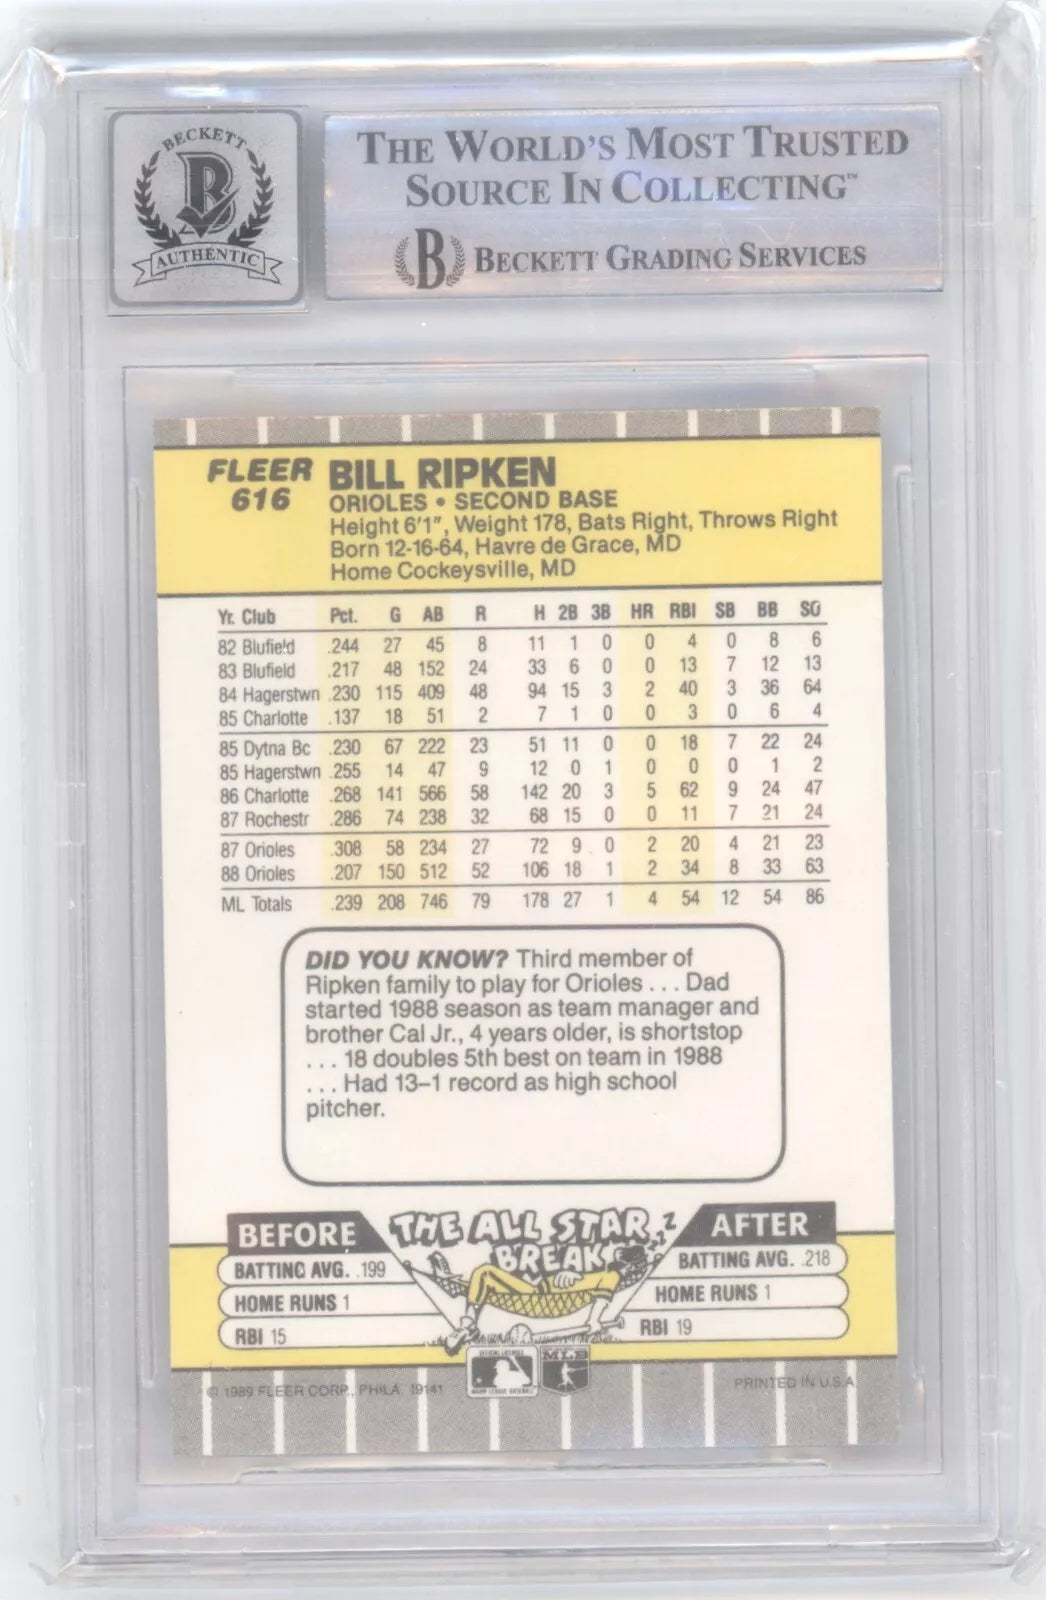 BECKETT
B
AUTHENTIC
THE WORLD'S MOST TRUSTED
SOURCE IN COLLECTING™
B BECKETT GRADING SERVICES
FLEER
616
BILL RIPKEN
ORIOLES • SECOND BASE
Height 6'1", Weight 178, Bats Right, Throws Right
Born 12-16-64, Havre de Grace, MD
Home Cockeysville, MD
Yr. Club Pct. G AB R H 2B 3B HR RBI SB BB SO
82 Blufield .244 27 45 8 11 1 0 0 4 0 8 6
83 Blufield .217 48 152 24 33 6 0 0 13 7 12 13
84 Hagerstwn .230 115 409 48 94 15 3 2 40 3 36 64
85 Charlotte .137 18 51 2 7 1 0 0 3 0 6 4
85 Dytna Bc .230 67 222 23 51 11 0 0 18 7 22 24
85 Hagerstwn .255 14 47 9 12 0 1 0 0 0 1 2
86 Charlotte .268 141 566 58 142 20 3 5 62 9 24 47
87 Rochestr .286 74 238 32 68 15 0 0 11 7 21 24
87 Orioles .308 58 234 27 72 9 0 2 20 4 21 23
88 Orioles .207 150 512 52 106 18 1 2 34 8 33 63
ML Totals .239 208 746 79 178 27 1 4 54 12 54 86
DID YOU KNOW? Third member of
Ripken family to play for Orioles . . . Dad
started 1988 season as team manager and
brother Cal Jr., 4 years older, is shortstop
. . . 18 doubles 5th best on team in 1988
. . . Had 13–1 record as high school
pitcher.
BEFORE
THE ALL STAR
BREAK
AFTER
BATTING AVG. .199
HOME RUNS 1
RBI 15
BATTING AVG. .218
HOME RUNS 1
RBI 19
MLB
© 1989 FLEER CORP., PHILA. 19141
PRINTED IN U.S.A.